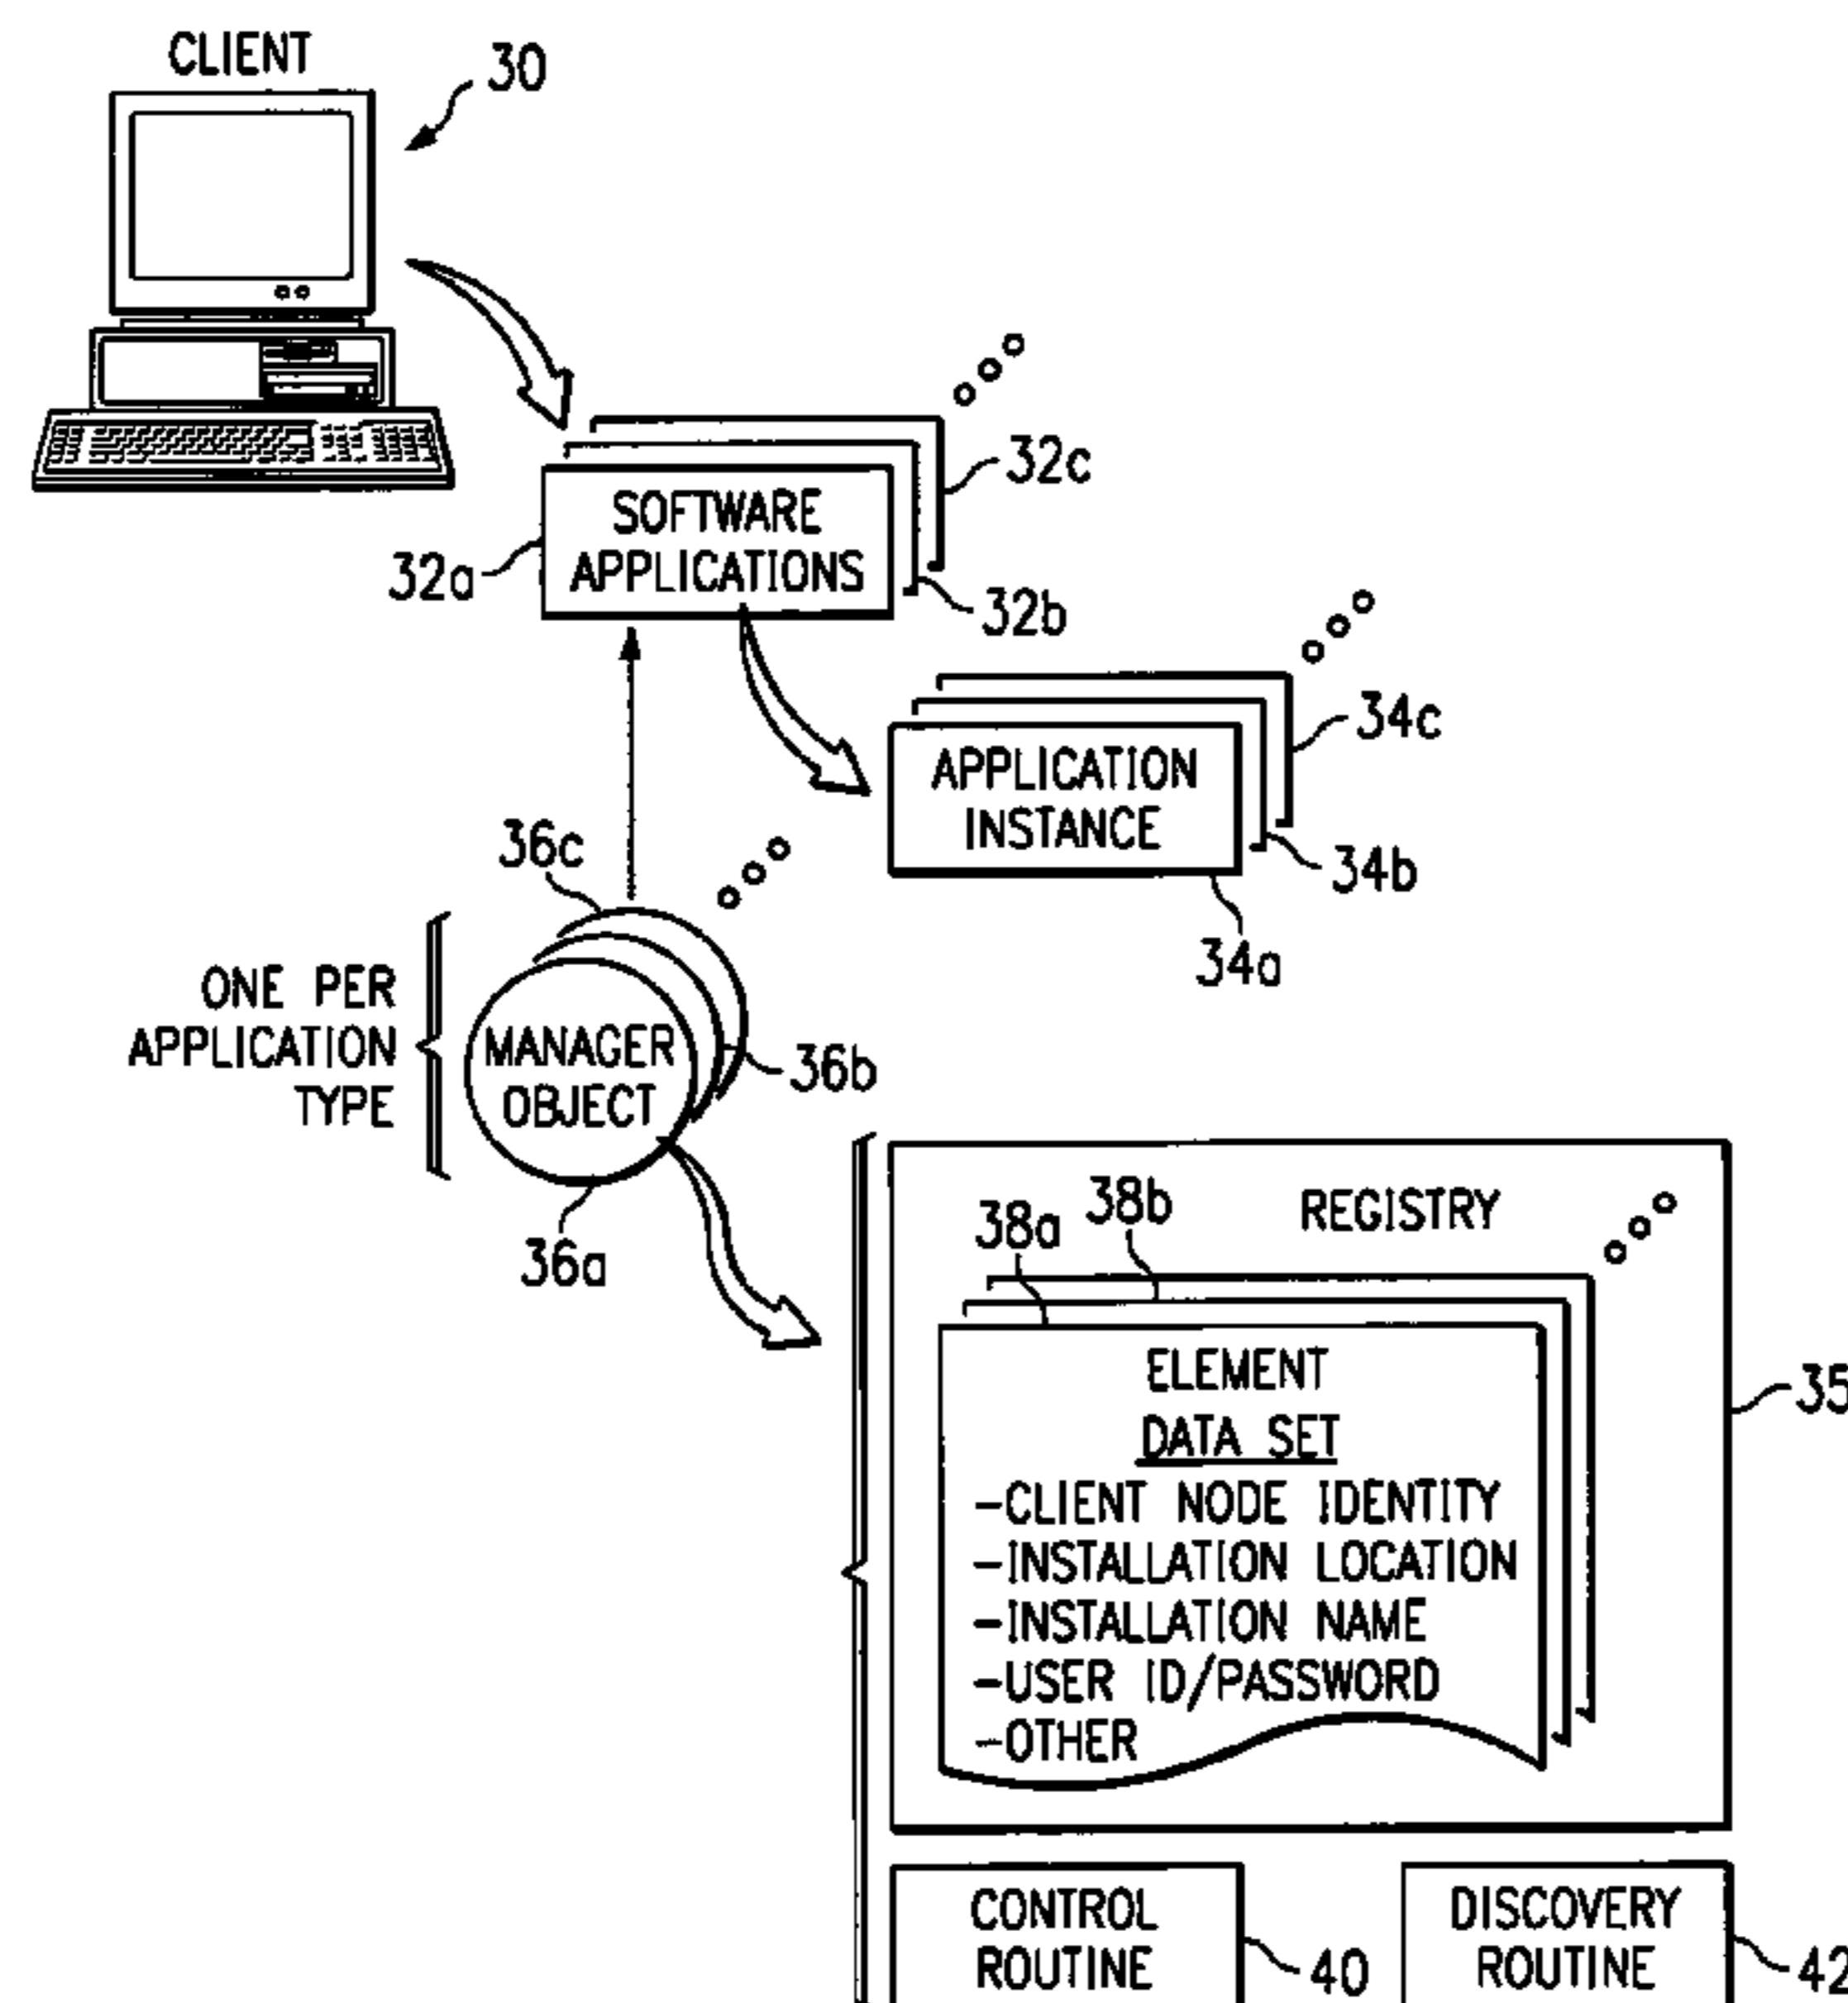 CLIENT
30
32c
SOFTWARE
APPLICATIONS
32a
32b
34c
APPLICATION
INSTANCE
34b
34a
36c
ONE PER
APPLICATION
TYPE
MANAGER
OBJECT
36b
36a
REGISTRY
38a
38b
ELEMENT
DATA SET
-CLIENT NODE IDENTITY
-INSTALLATION LOCATION
-INSTALLATION NAME
-USER ID/PASSWORD
-OTHER
35
CONTROL
ROUTINE
40
DISCOVERY
ROUTINE
42